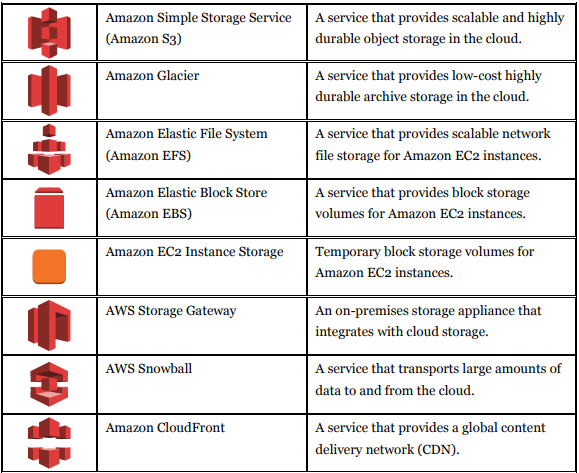 Amazon Simple Storage Service
(Amazon S3)
A service that provides scalable and highly
durable object storage in the cloud.
Amazon Glacier
A service that provides low-cost highly
durable archive storage in the cloud.
Amazon Elastic File System
(Amazon EFS)
A service that provides scalable network
file storage for Amazon EC2 instances.
Amazon Elastic Block Store
(Amazon EBS)
A service that provides block storage
volumes for Amazon EC2 instances.
Amazon EC2 Instance Storage
Temporary block storage volumes for
Amazon EC2 instances.
AWS Storage Gateway
An on-premises storage appliance that
integrates with cloud storage.
AWS Snowball
A service that transports large amounts of
data to and from the cloud.
Amazon CloudFront
A service that provides a global content
delivery network (CDN).